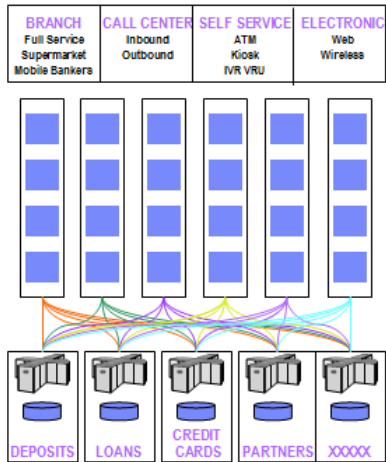 BRANCH
Full Service
Supermarket
Mobile Bankers
CALL CENTER
Inbound
Outbound
SELF SERVICE
ATM
Kiosk
IVR VRU
ELECTRONIC
Web
Wireless
DEPOSITS
LOANS
CREDIT
CARDS
PARTNERS
XXXXX